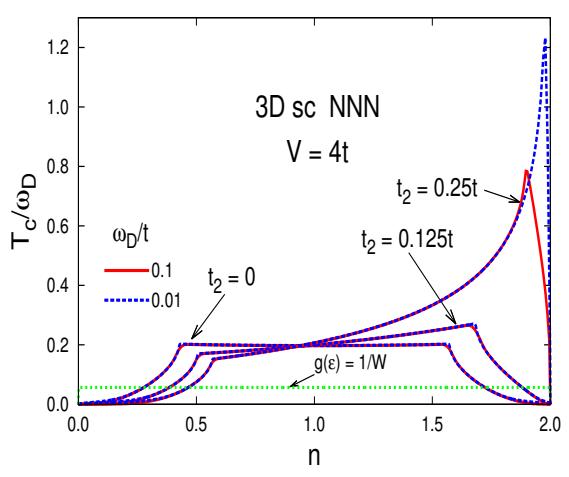 3D sc NNN
V = 4t
t₂ = 0.25t
t₂ = 0.125t
ω_D/t
0.1
0.01
t₂ = 0
g(ε) = 1/W
T_c/ω_D
1.2
1.0
0.8
0.6
0.4
0.2
0.0
0.0 0.5 1.0 1.5 2.0
n